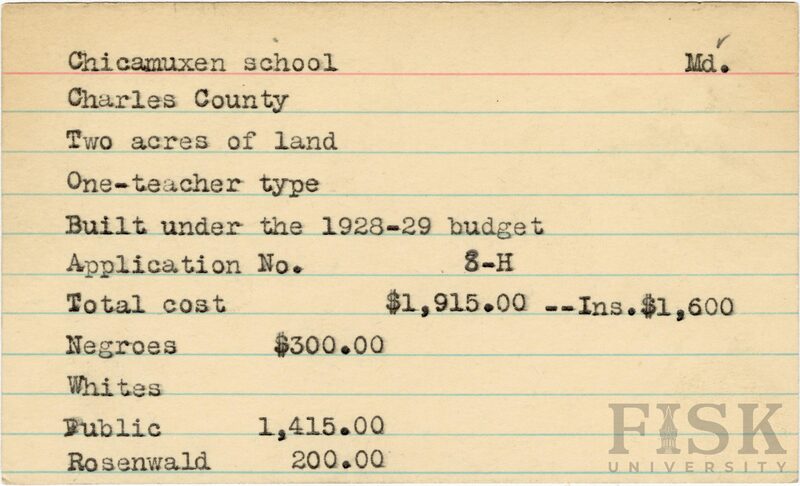 Chicamuxen school Md.
Charles County
Two acres of land
One-teacher type
Built under the 1928-29 budget
Application No. 8-H
Total cost $1,915.00 --Ins.$1,600
Negroes $300.00
Whites
Public 1,415.00
Rosenwald 200.00
FISK
UNIVERSITY